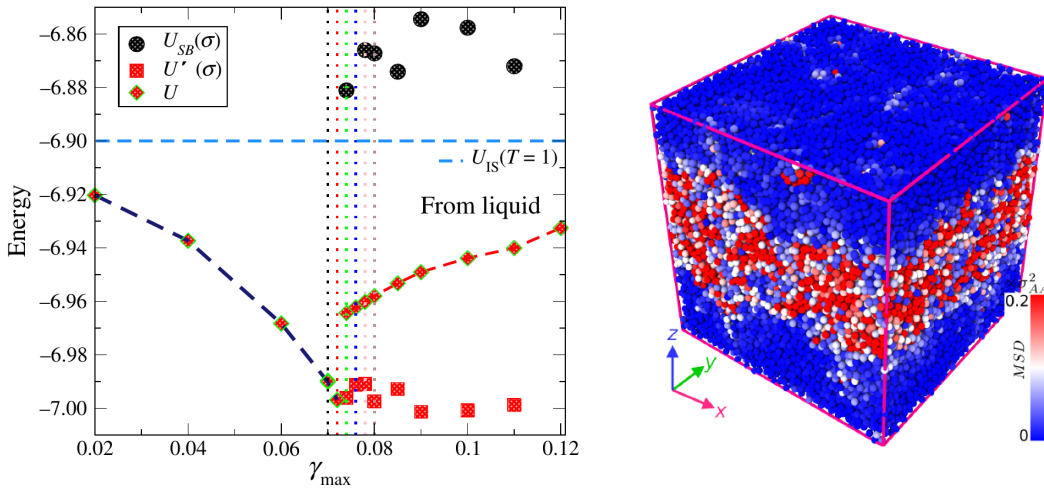 −6.86
−6.88
−6.90
−6.92
−6.94
−6.96
−6.98
−7.00
Energy
U_SB(σ)
U′ (σ)
U
U_IS(T = 1)
From liquid
0.02 0.04 0.06 0.08 0.1 0.12
γ_max
z
y
x
σ²_AA
0.2
MSD
0